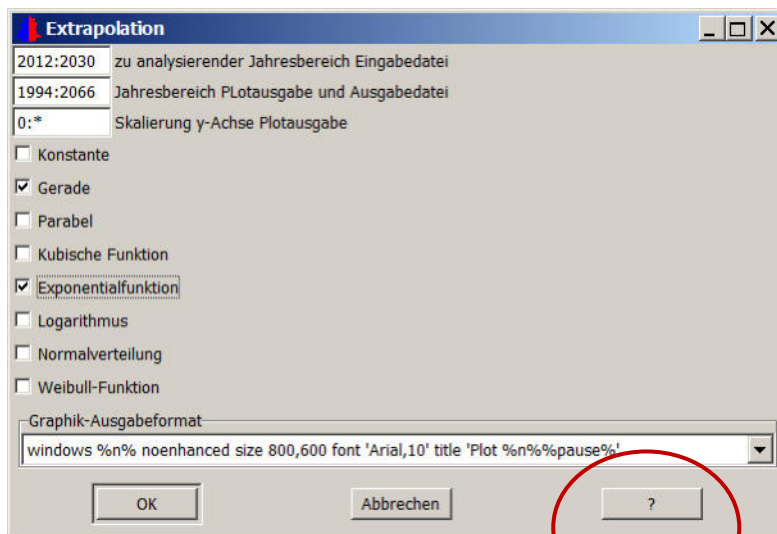 Extrapolation
2012:2030 zu analysierender Jahresbereich Eingabedatei
1994:2066 Jahresbereich PLotausgabe und Ausgabedatei
0:* Skalierung y-Achse Plotausgabe
Konstante
Gerade
Parabel
Kubische Funktion
Exponentialfunktion
Logarithmus
Normalverteilung
Weibull-Funktion
Graphik-Ausgabeformat
windows %n% noenhanced size 800,600 font 'Arial,10' title 'Plot %n%%pause%'
OK Abbrechen ?